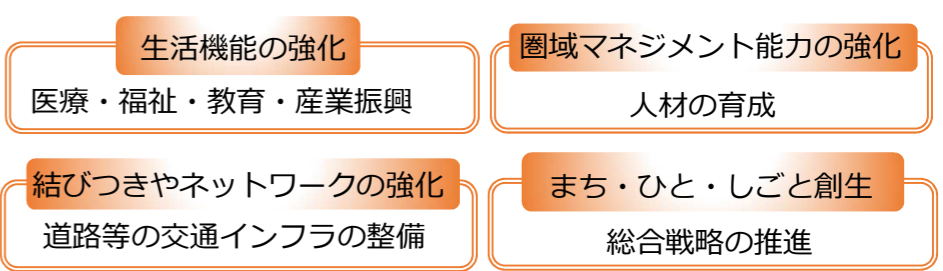 生活機能の強化
医療・福祉・教育・産業振興
圏域マネジメント能力の強化
人材の育成
結びつきやネットワークの強化
道路等の交通インフラの整備
まち・ひと・しごと創生
総合戦略の推進